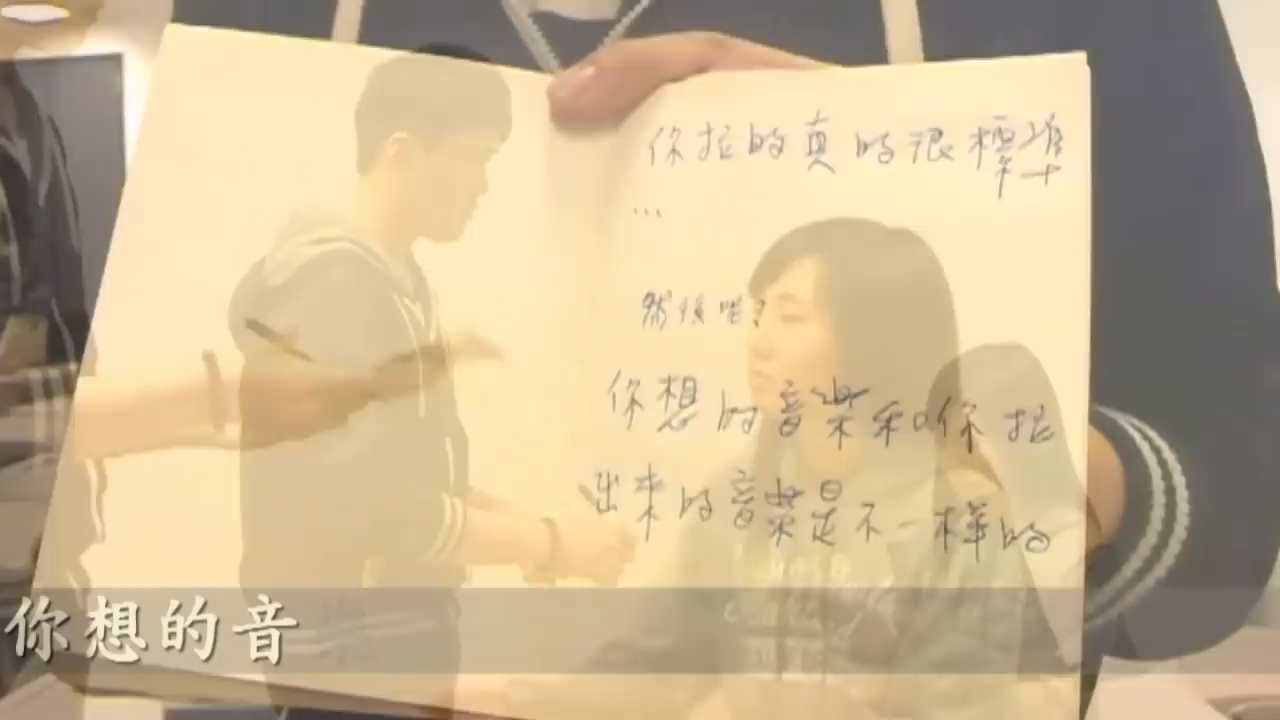 你拉的真的很標準
...
然後呢?
你想的音樂和你拉
出來的音樂是不一樣的
你想的音